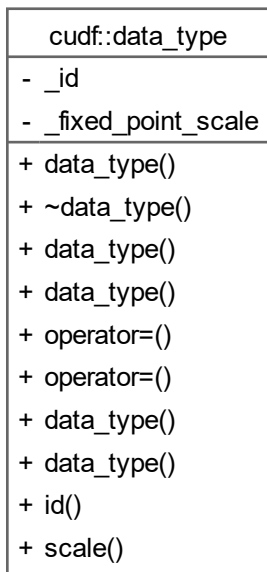 cudf::data_type
- _id
- _fixed_point_scale
+ data_type()
+ ~data_type()
+ data_type()
+ data_type()
+ operator=()
+ operator=()
+ data_type()
+ data_type()
+ id()
+ scale()